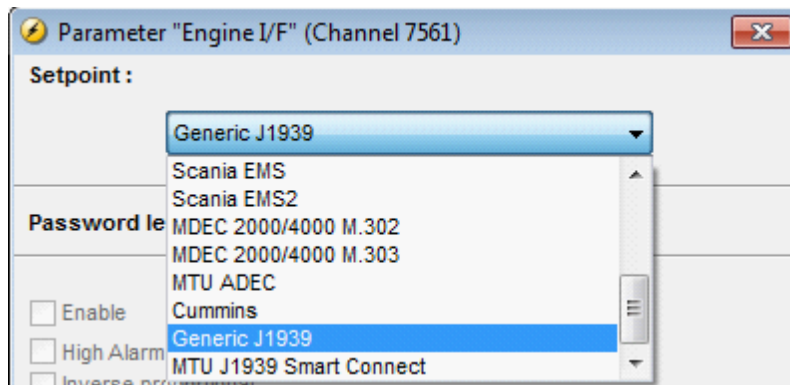 Parameter "Engine I/F" (Channel 7561)
Setpoint :
Generic J1939
Scania EMS
Scania EMS2
Password le
MDEC 2000/4000 M.302
MDEC 2000/4000 M.303
MTU ADEC
Enable
Cummins
Generic J1939
High Alarm
MTU J1939 Smart Connect
Inverse